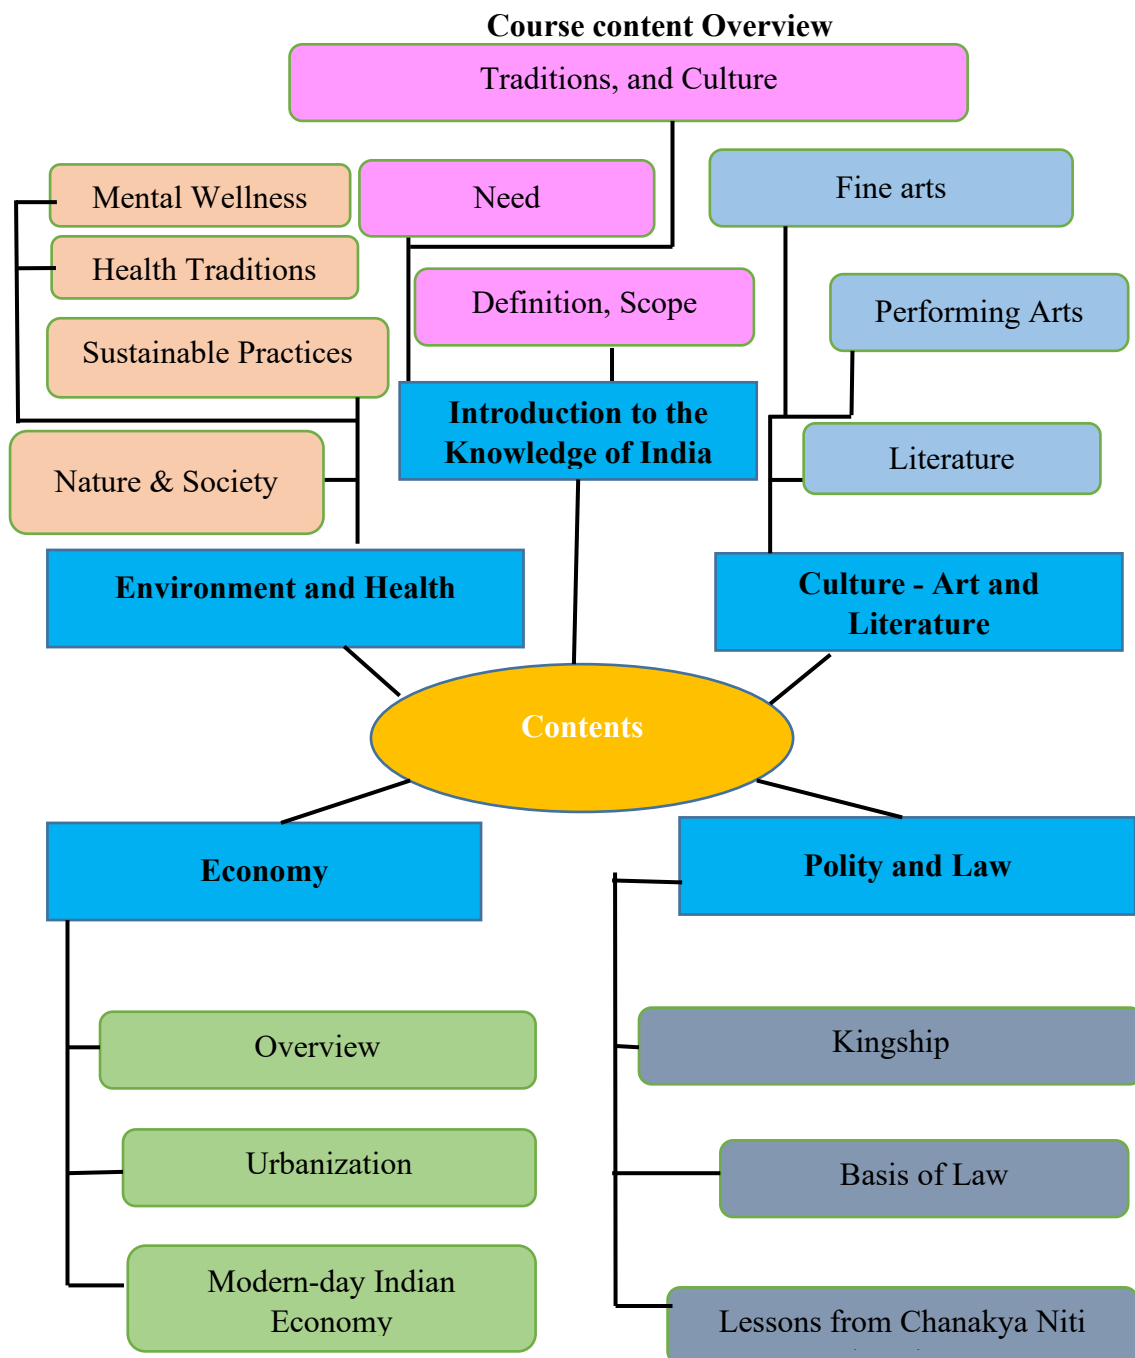 Course content Overview
Traditions, and Culture
Mental Wellness
Need
Fine arts
Health Traditions
Definition, Scope
Performing Arts
Sustainable Practices
Introduction to the
Knowledge of India
Literature
Nature & Society
Environment and Health
Culture - Art and
Literature
Contents
Economy
Polity and Law
Overview
Kingship
Urbanization
Basis of Law
Modern-day Indian
Economy
Lessons from Chanakya Niti